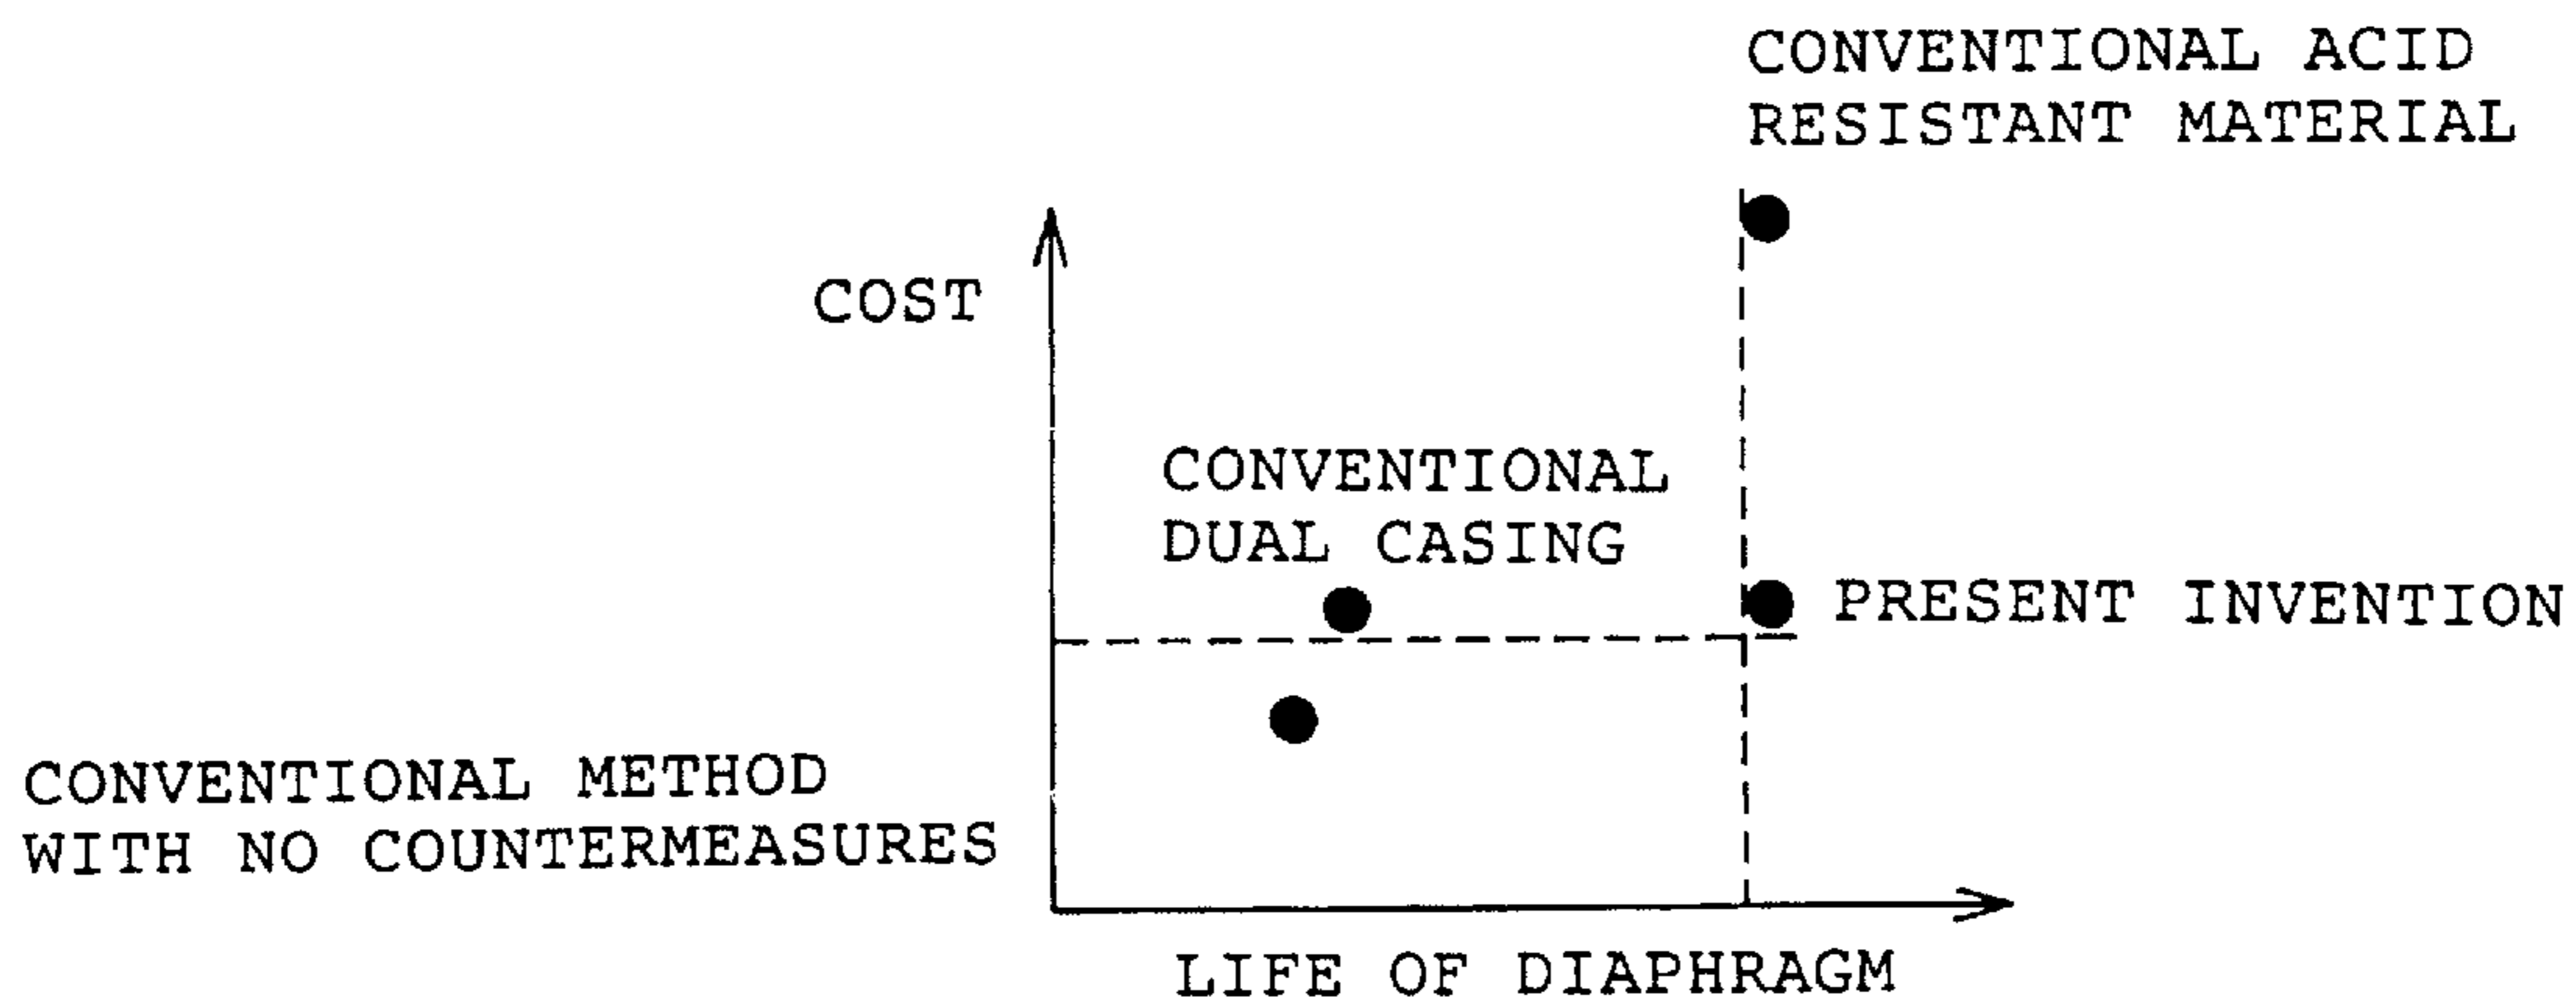 CONVENTIONAL ACID
RESISTANT MATERIAL
COST
CONVENTIONAL
DUAL CASING
PRESENT INVENTION
CONVENTIONAL METHOD
WITH NO COUNTERMEASURES
LIFE OF DIAPHRAGM